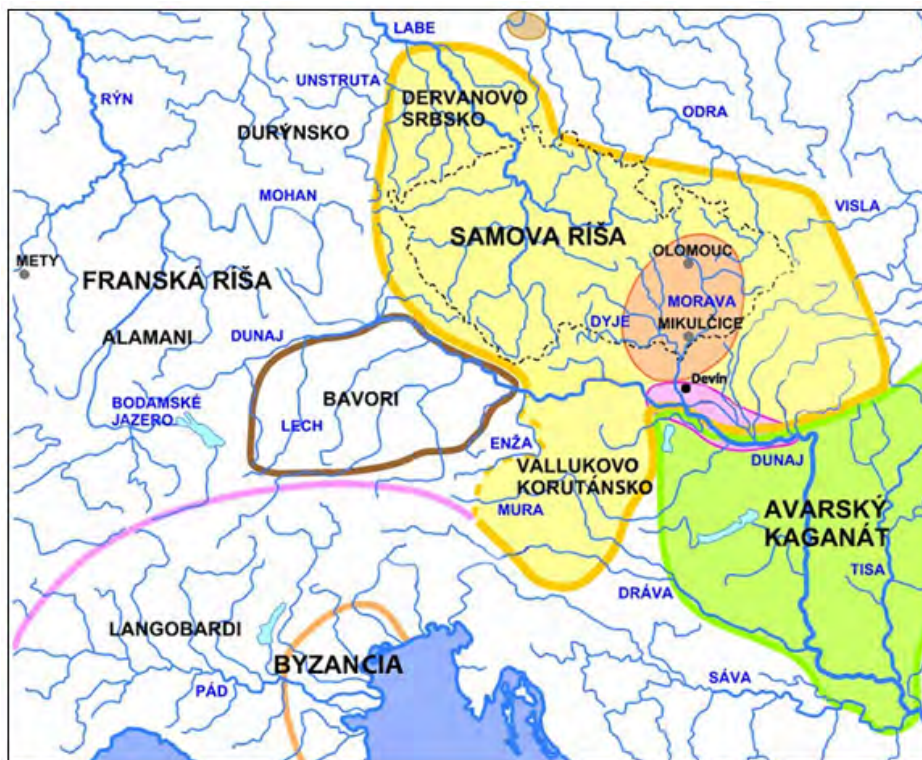 LABE
RÝN
UNSTRUTA
DERVANOVO
SRBSKO
ODRA
DURÝNSKO
MOHAN
VISLA
SAMOVA RÍŠA
OLOMOUC
METY
FRANSKÁ RÍŠA
MORAVA
DYJE
MIKULČICE
ALAMANI
DUNAJ
Devín
BODAMSKÉ
JAZERO
BAVORI
LECH
ENŽA
DUNAJ
VALLUKOVO
KORUTÁNSKO
MURA
AVARSKÝ
KAGANÁT
TISA
DRÁVA
LANGOBARDI
BYZANCIA
SÁVA
PÁD